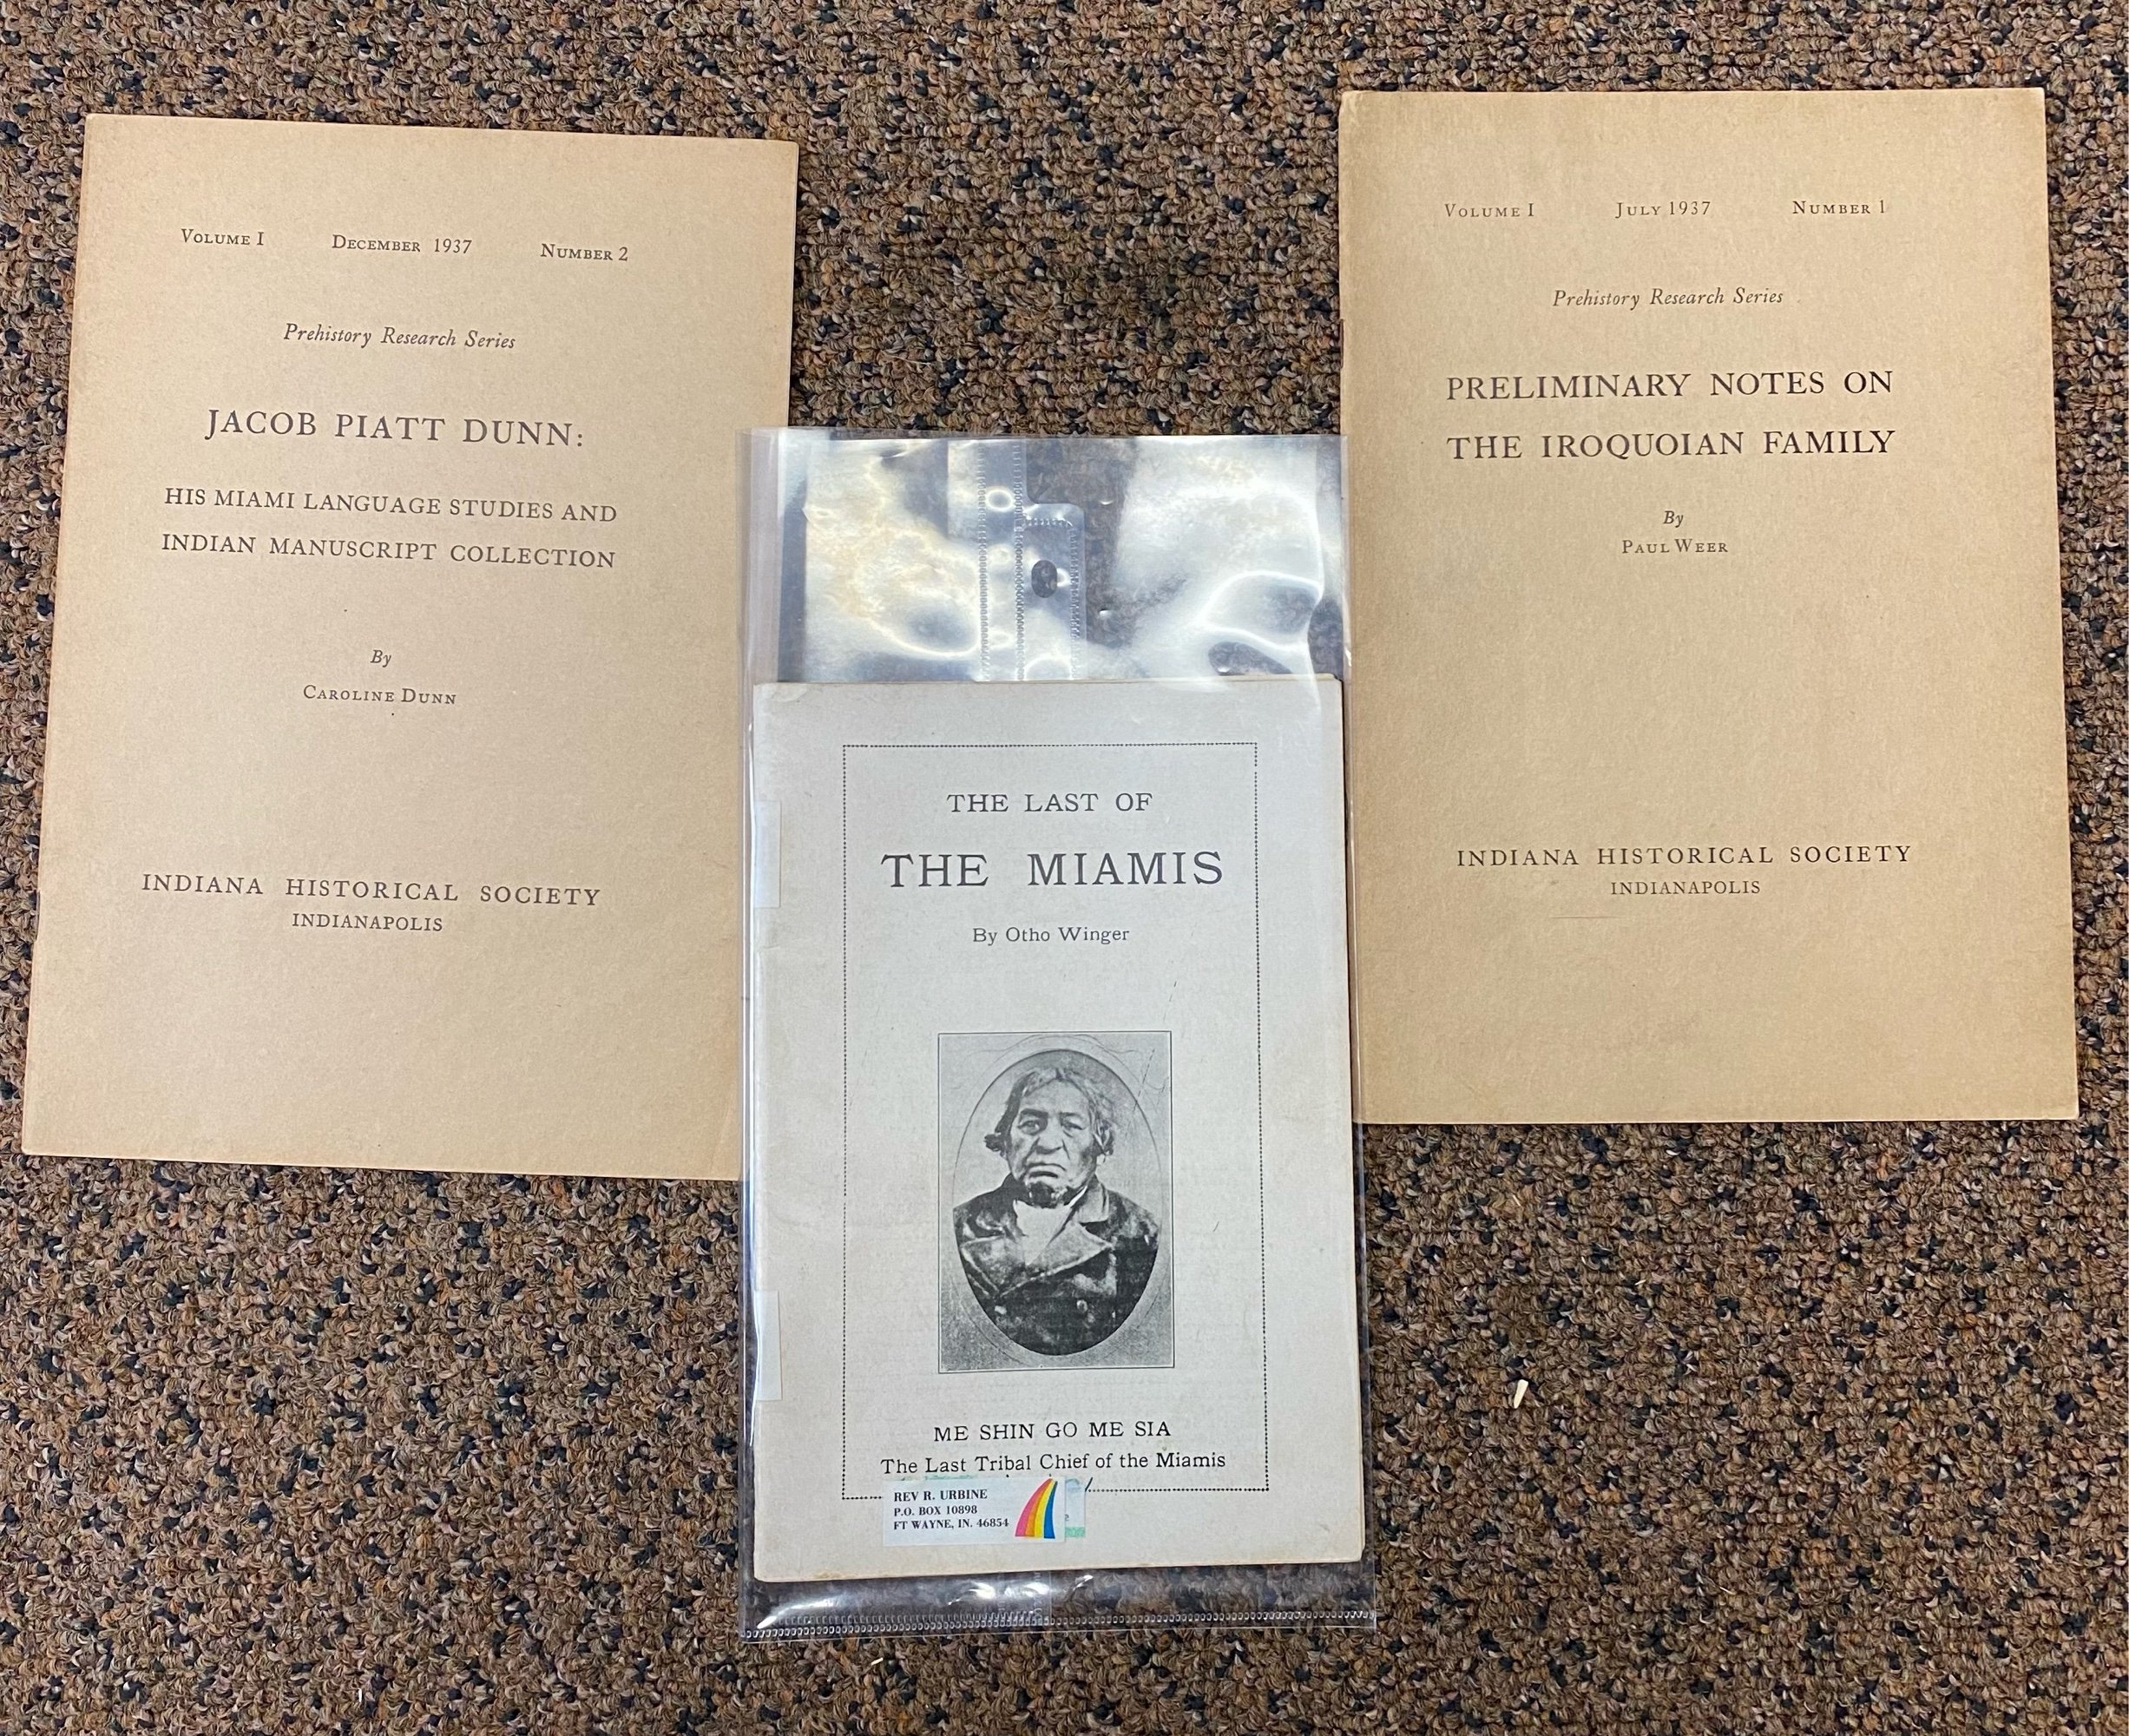 Volume I December 1937 Number 2
Prehistory Research Series
JACOB PIATT DUNN:
HIS MIAMI LANGUAGE STUDIES AND
INDIAN MANUSCRIPT COLLECTION
By
Caroline Dunn
INDIANA HISTORICAL SOCIETY
INDIANAPOLIS
THE LAST OF
THE MIAMIS
By Otho Winger
ME SHIN GO ME SIA
The Last Tribal Chief of the Miamis
REV R. URBINE
P.O. BOX 10898
FT WAYNE, IN. 46854
Volume I July 1937 Number 1
Prehistory Research Series
PRELIMINARY NOTES ON
THE IROQUOIAN FAMILY
By
Paul Weer
INDIANA HISTORICAL SOCIETY
INDIANAPOLIS